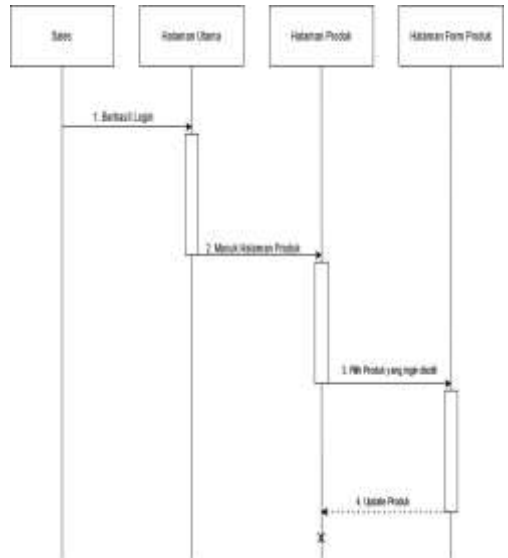 Sales
Halaman Utama
Halaman Produk
Halaman Form Produk
1. Berhasil Login
2. Masuk Halaman Produk
3. Pilih Produk yang ingin diedit
4. Update Produk